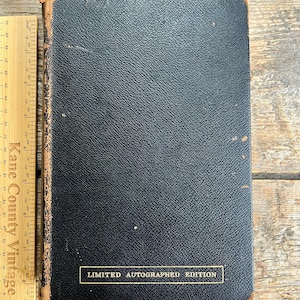 Kane County Vintage
LIMITED AUTOGRAPHED EDITION